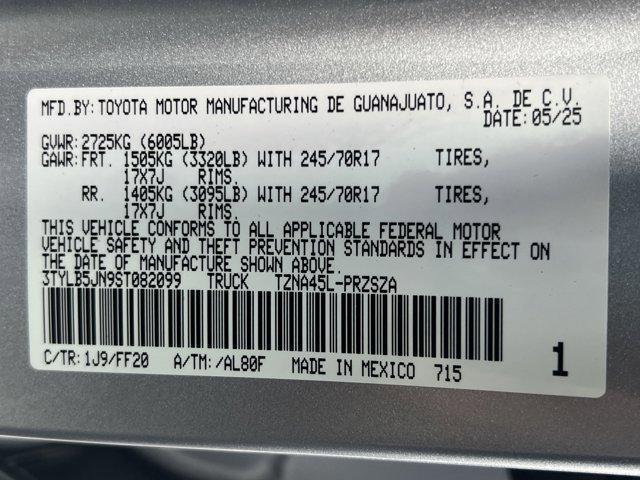 MFD.BY:TOYOTA MOTOR MANUFACTURING DE GUANAJUATO, S.A. DE C.V.
DATE:05/25
GVWR:2725KG (6005LB)
GAWR:FRT. 1505KG (3320LB) WITH 245/70R17 TIRES,
17X7J RIMS.
RR. 1405KG (3095LB) WITH 245/70R17 TIRES,
17X7J RIMS.
THIS VEHICLE CONFORMS TO ALL APPLICABLE FEDERAL MOTOR
VEHICLE SAFETY AND THEFT PREVENTION STANDARDS IN EFFECT ON
THE DATE OF MANUFACTURE SHOWN ABOVE.
3TYLB5JN9ST082099 TRUCK TZNA45L-PRZSZA
C/TR:1J9/FF20 A/TM:/AL80F MADE IN MEXICO 715 1